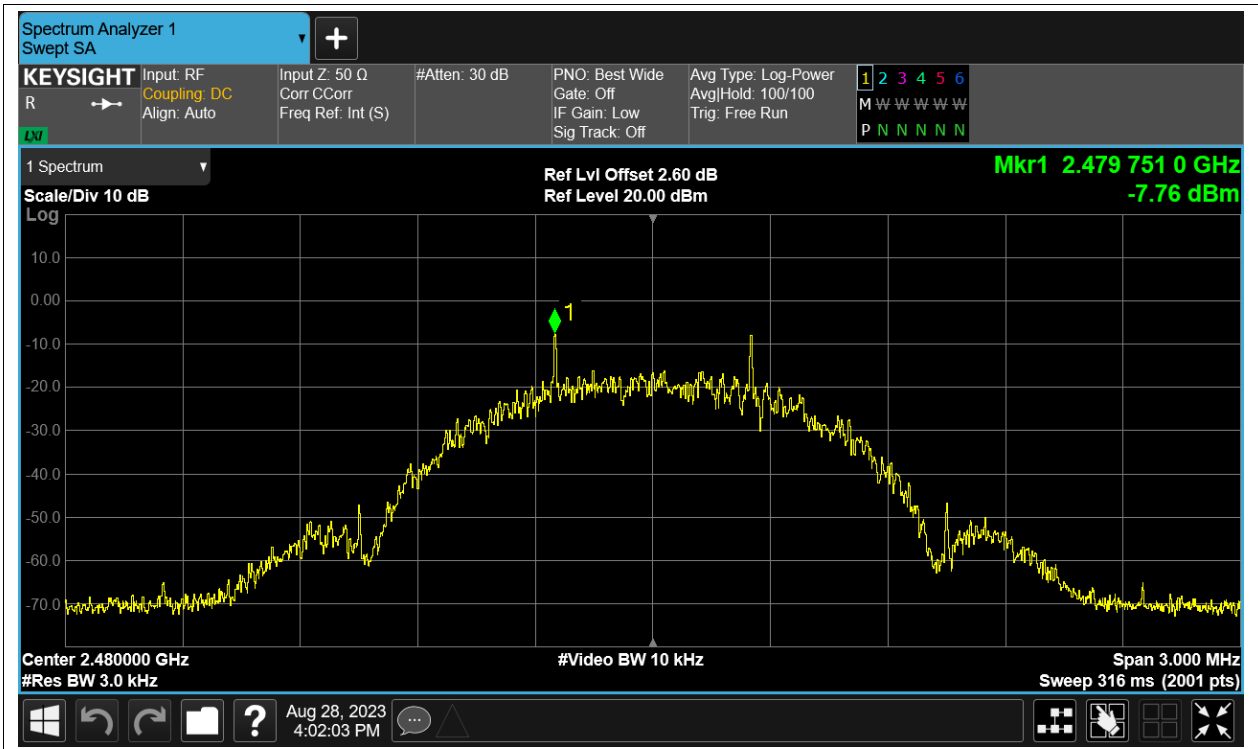 Spectrum Analyzer 1
Swept SA
KEYSIGHT
R
LXI
Input: RF
Coupling: DC
Align: Auto
Input Z: 50 Ω
Corr CCorr
Freq Ref: Int (S)
#Atten: 30 dB
PNO: Best Wide
Gate: Off
IF Gain: Low
Sig Track: Off
Avg Type: Log-Power
Avg|Hold: 100/100
Trig: Free Run
1 2 3 4 5 6
M W W W W W W
P N N N N N N
1 Spectrum
Scale/Div 10 dB
Log
Ref Lvl Offset 2.60 dB
Ref Level 20.00 dBm
Mkr1 2.479 751 0 GHz
-7.76 dBm
10.0
0.00
-10.0
-20.0
-30.0
-40.0
-50.0
-60.0
-70.0
1
Center 2.480000 GHz
#Res BW 3.0 kHz
#Video BW 10 kHz
Span 3.000 MHz
Sweep 316 ms (2001 pts)
?
Aug 28, 2023
4:02:03 PM